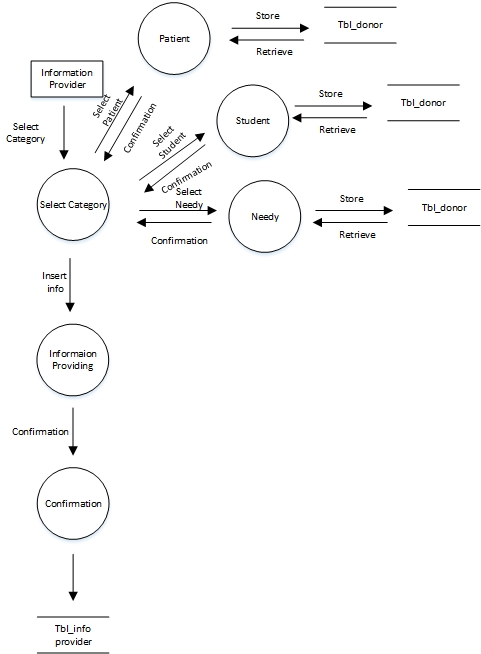 Store
Tbl_donor
Patient
Retrieve
Information
Provider
Select
Patient
Confirmation
Store
Tbl_donor
Student
Retrieve
Select
Category
Select
Student
Confirmation
Select Category
Select
Needy
Confirmation
Needy
Store
Tbl_donor
Retrieve
Insert
info
Informaion
Providing
Confirmation
Confirmation
Tbl_info
provider